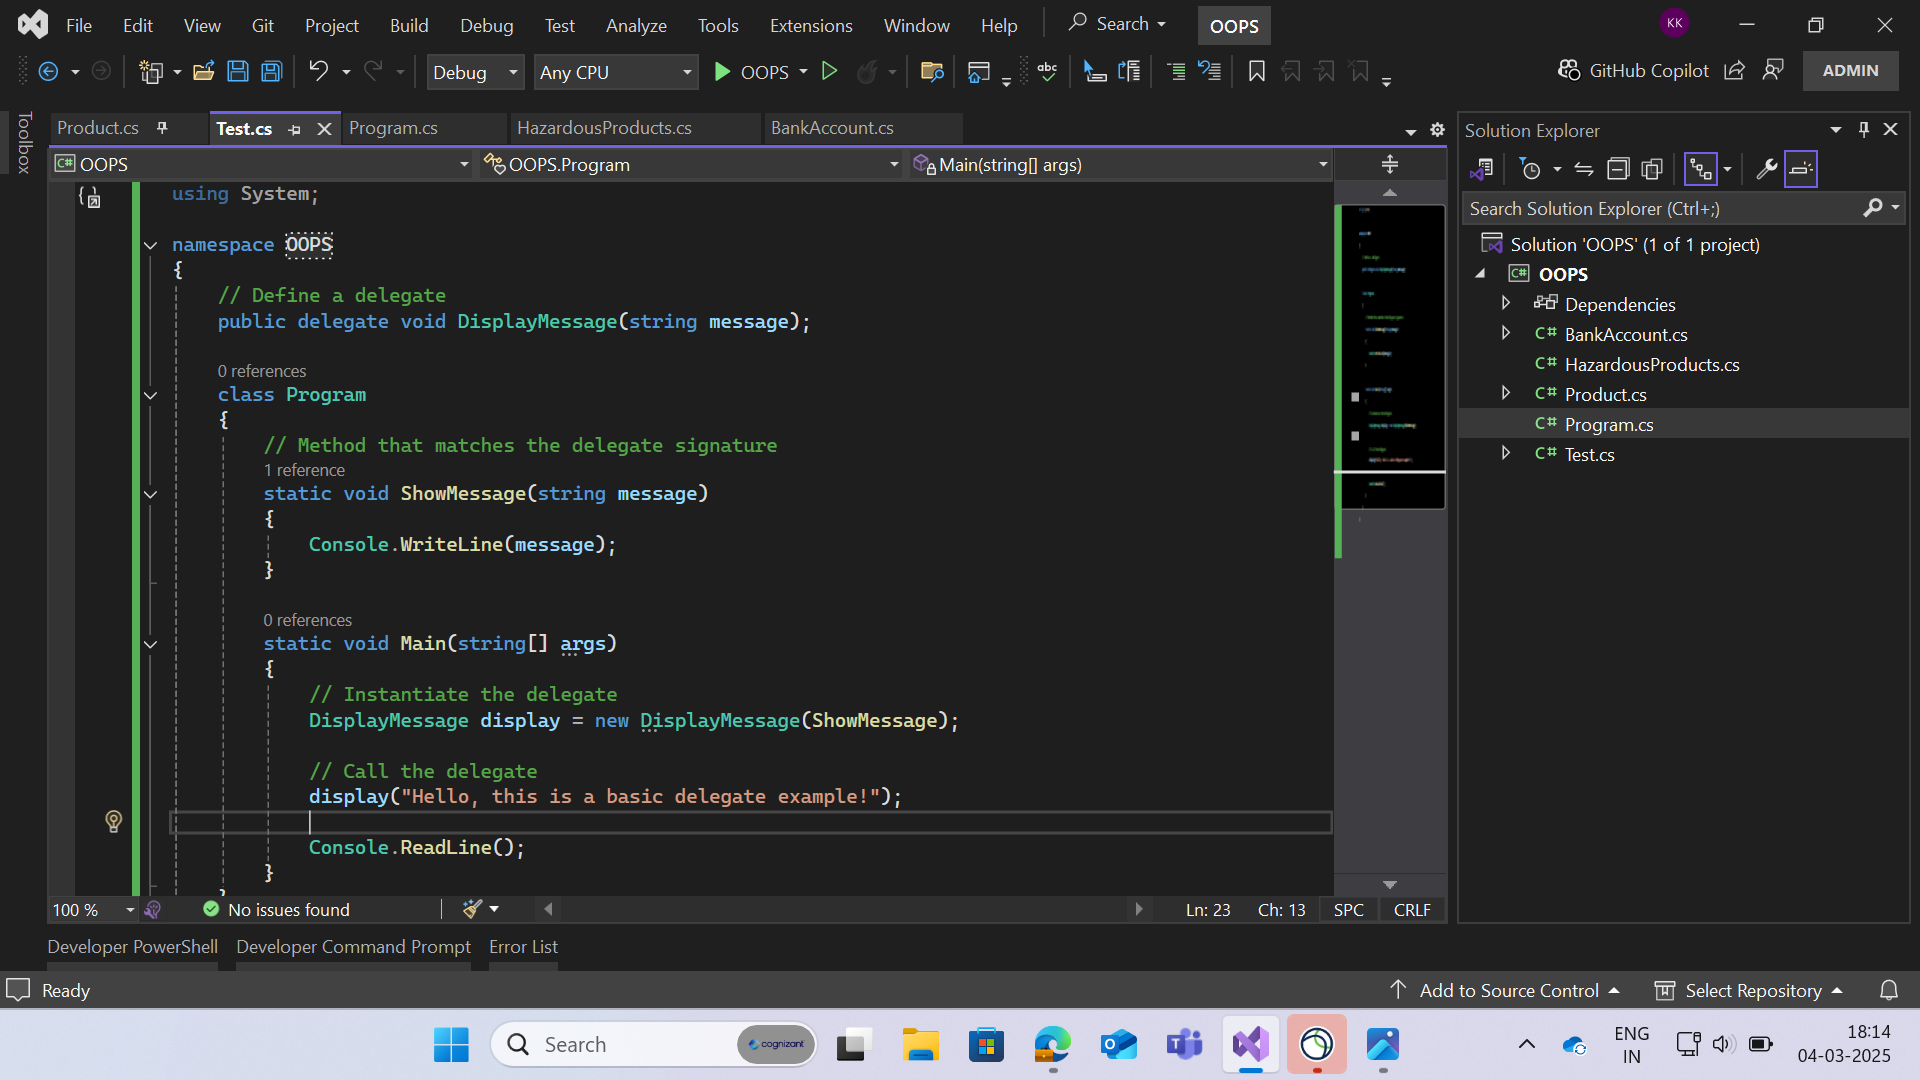 File Edit View Git Project Build Debug Test Analyze Tools Extensions Window Help Search OOPS KK
Debug Any CPU OOPS abc GitHub Copilot ADMIN
Toolbox
Product.cs Test.cs Program.cs HazardousProducts.cs BankAccount.cs
C# OOPS OOPS.Program Main(string[] args)
using System;
namespace OOPS
{
// Define a delegate
public delegate void DisplayMessage(string message);
0 references
class Program
{
// Method that matches the delegate signature
1 reference
static void ShowMessage(string message)
{
Console.WriteLine(message);
}
0 references
static void Main(string[] args)
{
// Instantiate the delegate
DisplayMessage display = new DisplayMessage(ShowMessage);
// Call the delegate
display("Hello, this is a basic delegate example!");
Console.ReadLine();
}
100 % No issues found Ln: 23 Ch: 13 SPC CRLF
Solution Explorer
Search Solution Explorer (Ctrl+;)
Solution 'OOPS' (1 of 1 project)
C# OOPS
Dependencies
C# BankAccount.cs
C# HazardousProducts.cs
C# Product.cs
C# Program.cs
C# Test.cs
Developer PowerShell Developer Command Prompt Error List
Ready Add to Source Control Select Repository
Search cognizant ENG IN 18:14
04-03-2025